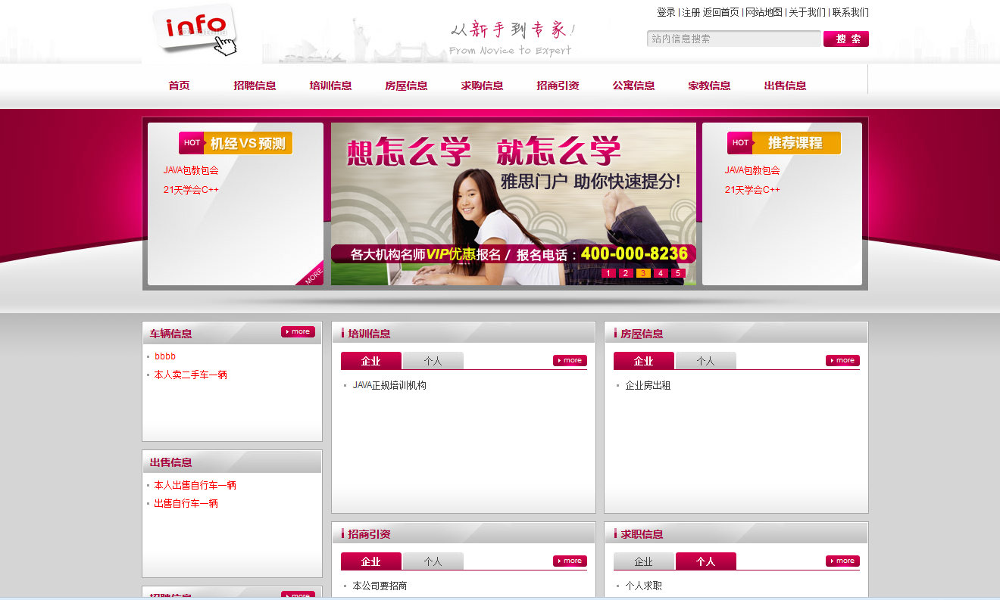 info
从新手到专家!
From Novice to Expert
登录 | 注册 返回首页 | 网站地图 | 关于我们 | 联系我们
站内信息搜索
搜 索
首页 招聘信息 培训信息 房屋信息 求购信息 招商引资 公寓信息 家教信息 出售信息
HOT 机经VS预测
JAVA包教包会
21天学会C++
MORE
想怎么学 就怎么学
雅思门户 助你快速提分!
各大机构名师VIP优惠报名 / 报名电话：400-000-8236
1 2 3 4 5
HOT 推荐课程
JAVA包教包会
21天学会C++
车辆信息 more
bbbb
本人卖二手车一辆
出售信息
本人出售自行车一辆
出售自行车一辆
招聘信息 more
培训信息
企业 个人 more
JAVA正规培训机构
房屋信息
企业 个人 more
企业房出租
招商引资
企业 个人 more
本公司要招商
求职信息
企业 个人 more
个人求职